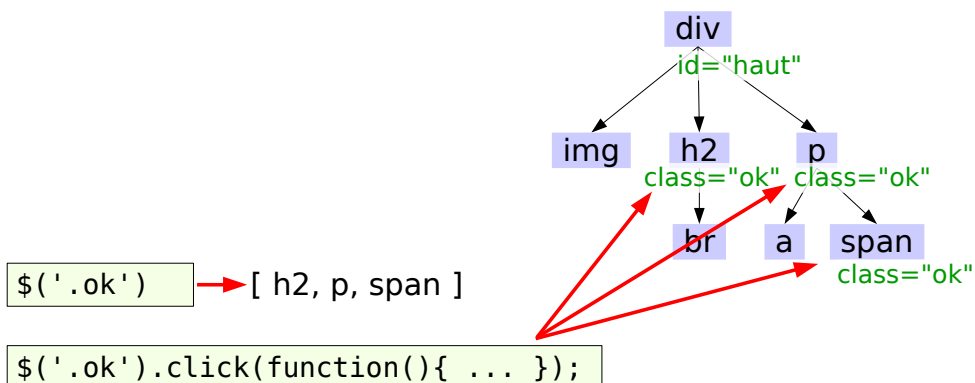 div
id="haut"
img h2 p
class="ok" class="ok"
br a span
class="ok"
$('.ok') [ h2, p, span ]
$('.ok').click(function(){ ... });